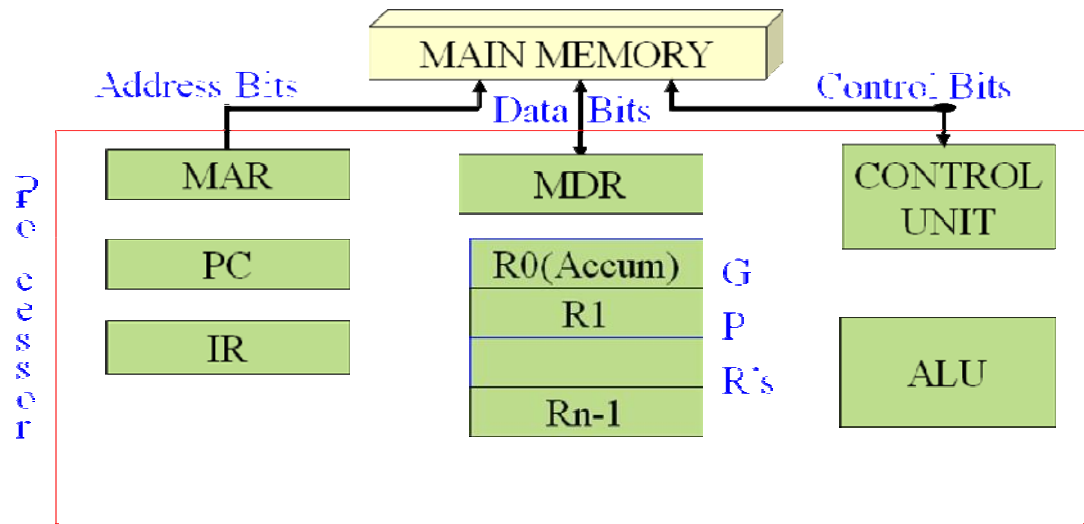 MAIN MEMORY
Address Bits
Data Bits
Control Bits
Processor
MAR
MDR
CONTROL
UNIT
PC
R0(Accum)
G
R1
P
IR
R's
ALU
Rn-1